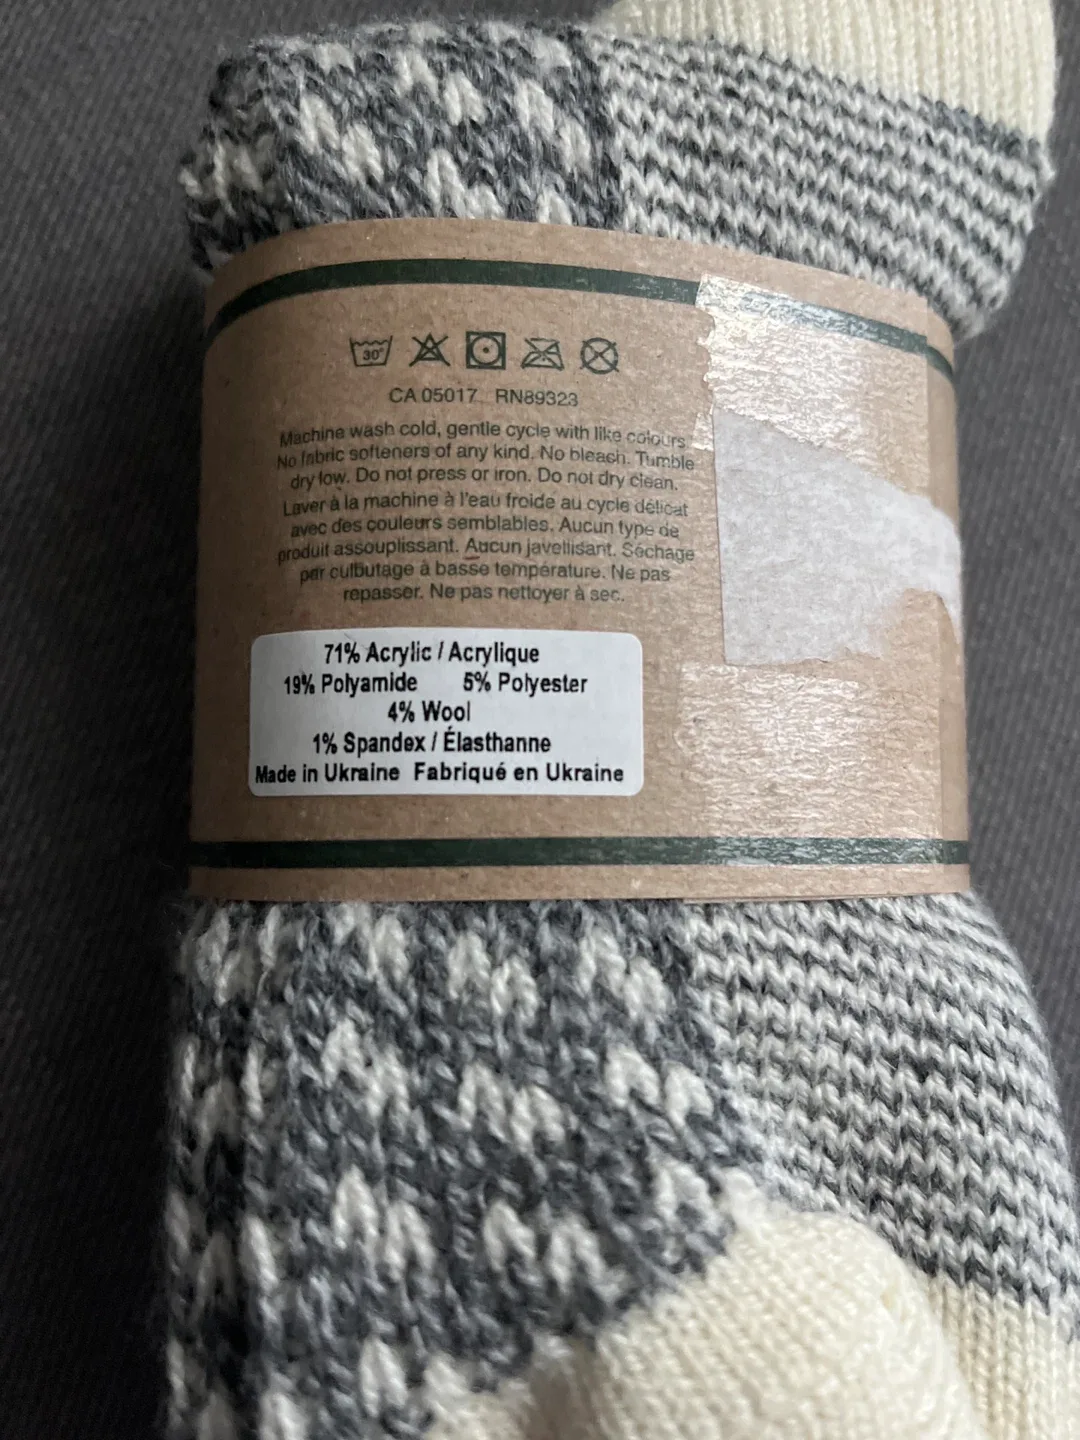 30°
CA 05017 RN89323
Machine wash cold, gentle cycle with like colours.
No fabric softeners of any kind. No bleach. Tumble
dry low. Do not press or iron. Do not dry clean.
Laver à la machine à l'eau froide au cycle délicat
avec des couleurs semblables. Aucun type de
produit assouplissant. Aucun javellisant. Séchage
par culbutage à basse température. Ne pas
repasser. Ne pas nettoyer à sec.
71% Acrylic / Acrylique
19% Polyamide 5% Polyester
4% Wool
1% Spandex / Élasthanne
Made in Ukraine Fabriqué en Ukraine